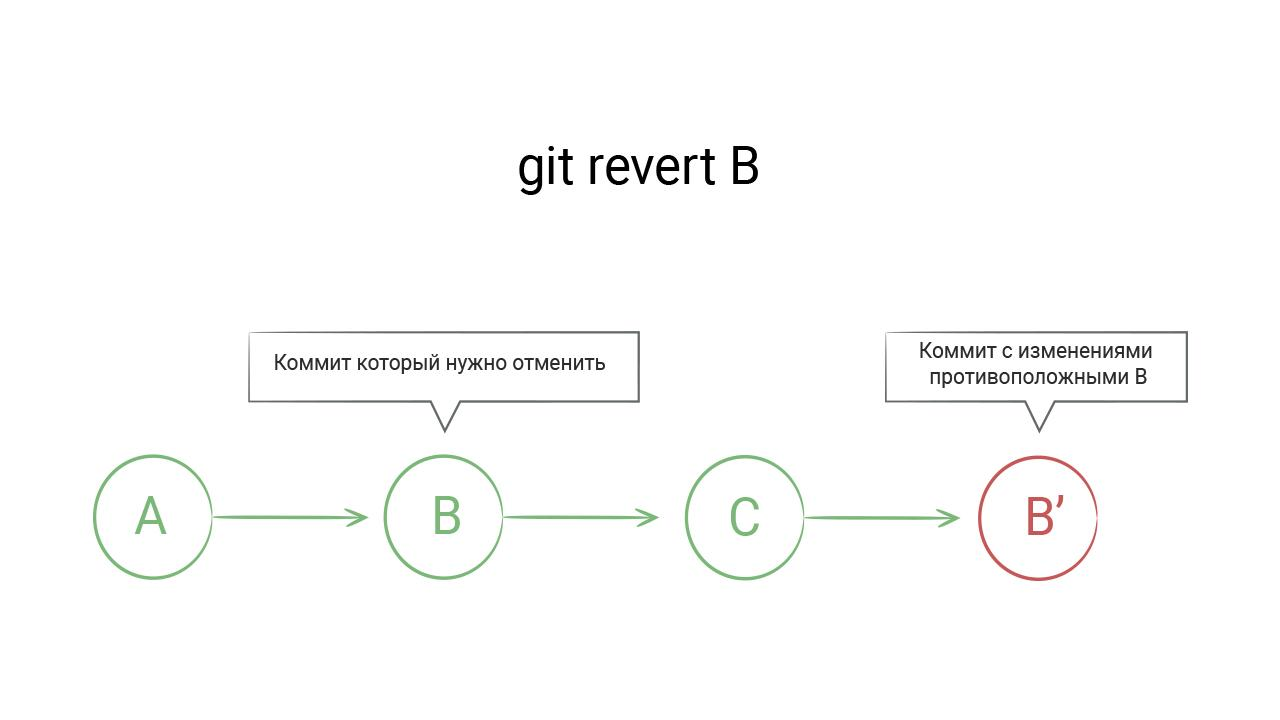 git revert B
Коммит который нужно отменить
Коммит с изменениями
противоположными B
A
B
C
B’